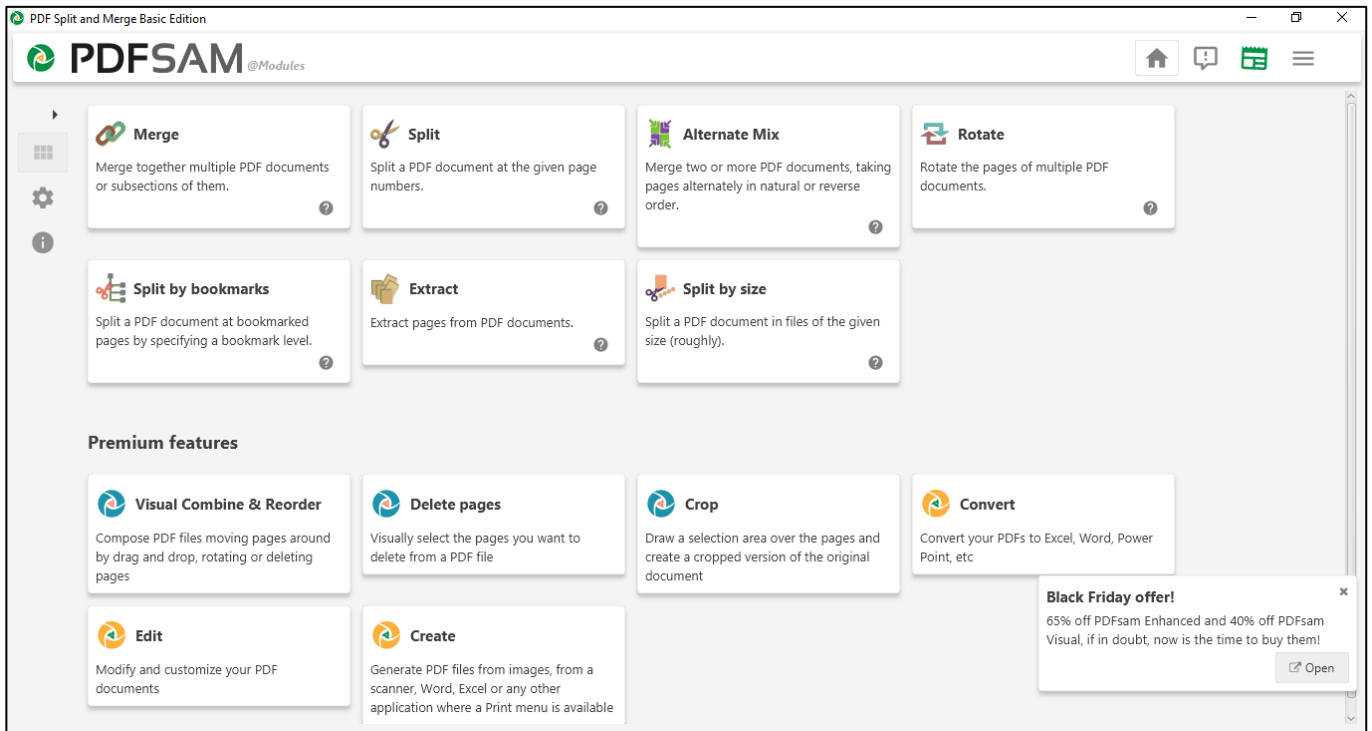 PDF Split and Merge Basic Edition
PDFSAM @Modules
Merge
Merge together multiple PDF documents
or subsections of them.
Split
Split a PDF document at the given page
numbers.
Alternate Mix
Merge two or more PDF documents, taking
pages alternately in natural or reverse
order.
Rotate
Rotate the pages of multiple PDF
documents.
Split by bookmarks
Split a PDF document at bookmarked
pages by specifying a bookmark level.
Extract
Extract pages from PDF documents.
Split by size
Split a PDF document in files of the given
size (roughly).
Premium features
Visual Combine & Reorder
Compose PDF files moving pages around
by drag and drop, rotating or deleting
pages
Delete pages
Visually select the pages you want to
delete from a PDF file
Crop
Draw a selection area over the pages and
create a cropped version of the original
document
Convert
Convert your PDFs to Excel, Word, Power
Point, etc
Edit
Modify and customize your PDF
documents
Create
Generate PDF files from images, from a
scanner, Word, Excel or any other
application where a Print menu is available
Black Friday offer!
65% off PDFsam Enhanced and 40% off PDFsam
Visual, if in doubt, now is the time to buy them!
Open